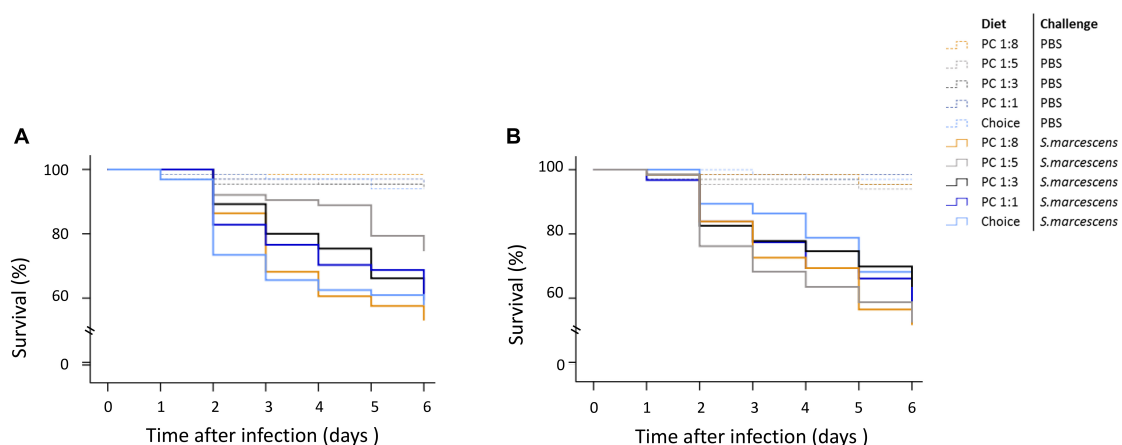 Diet Challenge
PC 1:8 PBS
PC 1:5 PBS
PC 1:3 PBS
PC 1:1 PBS
Choice PBS
PC 1:8 S.marcescens
PC 1:5 S.marcescens
PC 1:3 S.marcescens
PC 1:1 S.marcescens
Choice S.marcescens
A
Survival (%)
100
80
60
0
0 1 2 3 4 5 6
Time after infection (days )
B
Survival (%)
100
80
60
0
0 1 2 3 4 5 6
Time after infection (days )